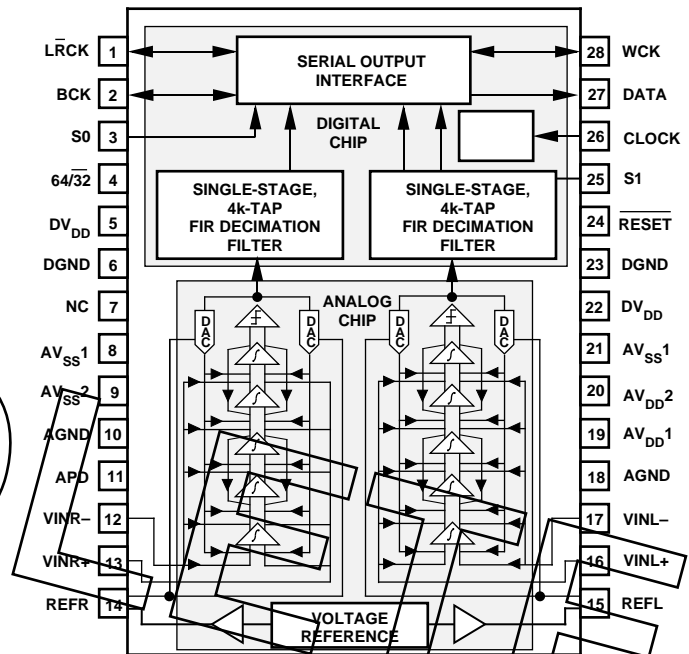 LRCK 1
BCK 2
S0 3
64/32 4
DVDD 5
DGND 6
NC 7
AVSS1 8
AVSS2 9
AGND 10
APD 11
VINR– 12
VINR+ 13
REFR 14
SERIAL OUTPUT
INTERFACE
DIGITAL
CHIP
SINGLE-STAGE,
4k-TAP
FIR DECIMATION
FILTER
SINGLE-STAGE,
4k-TAP
FIR DECIMATION
FILTER
ANALOG
CHIP
DAC
DAC
DAC
DAC
∫
∫
∫
∫
∫
∫
∫
∫
∫
∫
VOLTAGE
REFERENCE
28 WCK
27 DATA
26 CLOCK
25 S1
24 RESET
23 DGND
22 DVDD
21 AVSS1
20 AVDD2
19 AVDD1
18 AGND
17 VINL–
16 VINL+
15 REFL